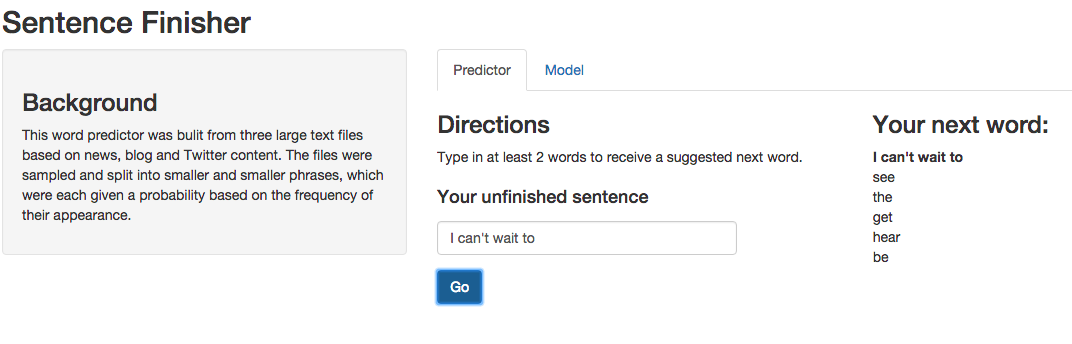 Sentence Finisher
Background
This word predictor was bulit from three large text files
based on news, blog and Twitter content. The files were
sampled and split into smaller and smaller phrases, which
were each given a probability based on the frequency of
their appearance.
Predictor
Model
Directions
Type in at least 2 words to receive a suggested next word.
Your unfinished sentence
I can't wait to
Go
Your next word:
I can't wait to
see
the
get
hear
be